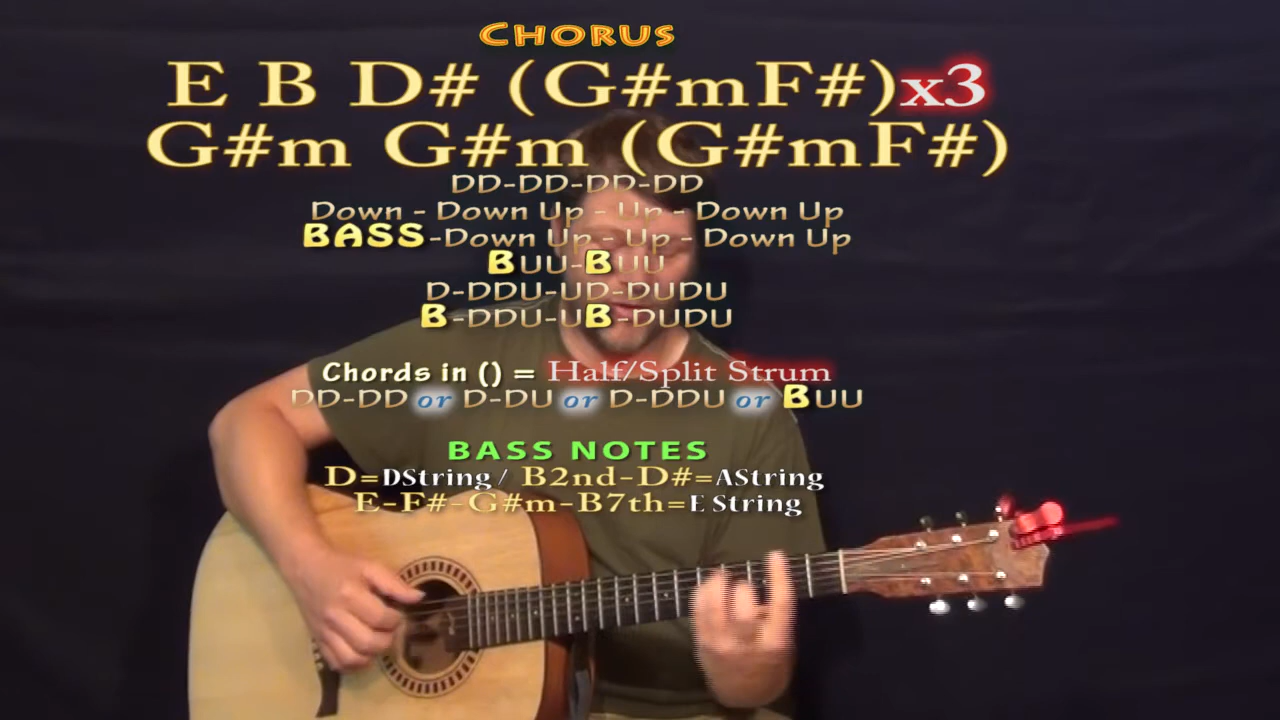 CHORUS
E B D# (G#mF#)x3
G#m G#m (G#mF#)
DD-DD-DD-DD
Down - Down Up - Up - Down Up
BASS-Down Up - Up - Down Up
BUU-BUU
D-DDU-UD-DUDU
B-DDU-UB-DUDU
Chords in () = Half/Split Strum
DD-DD or D-DU or D-DDU or BUU
BASS NOTES
D=DString / B2nd-D#=AString
E-F#-G#m-B7th=E String